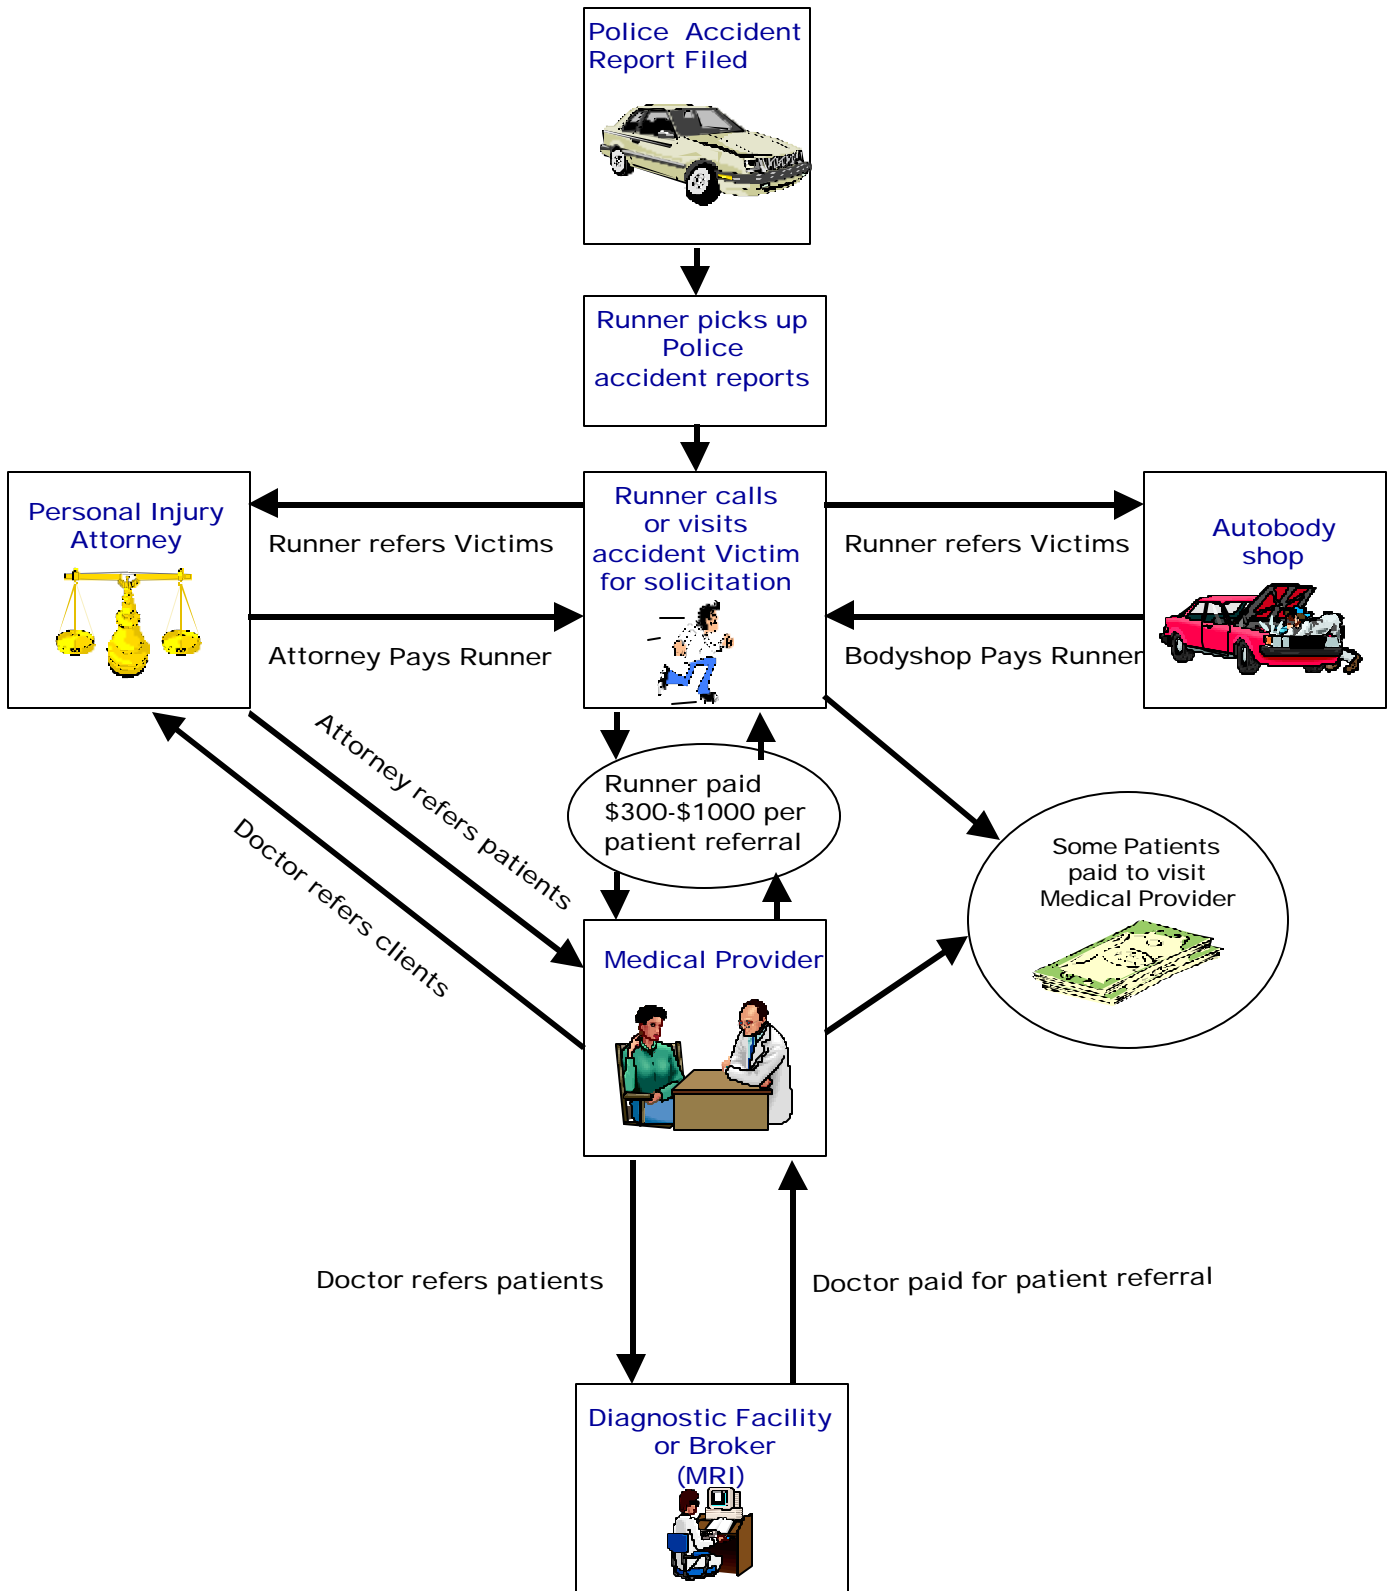 Police Accident
Report Filed
Runner picks up
Police
accident reports
Personal Injury
Attorney
Runner refers Victims
Attorney Pays Runner
Runner calls
or visits
accident Victim
for solicitation
Runner refers Victims
Bodyshop Pays Runner
Autobody
shop
Attorney refers patients
Doctor refers clients
Runner paid
$300-$1000 per
patient referral
Some Patients
paid to visit
Medical Provider
Medical Provider
Doctor refers patients
Doctor paid for patient referral
Diagnostic Facility
or Broker
(MRI)